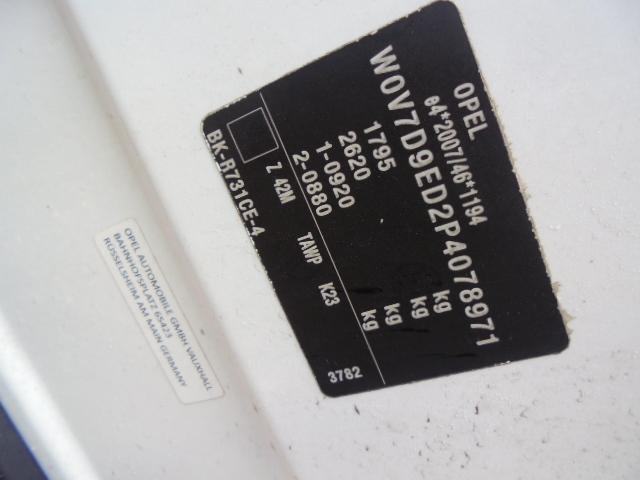 OPEL
e4*2007/46*1194
W0V7D9ED2P4078971
1795 kg
2620 kg
1-0920 kg
2-0880 kg
Z 42M TAWP K23 3782
BK-R731CE-4
OPEL AUTOMOBILE GMBH VAUXHALL
BAHNHOFSPLATZ 65423
RÜSSELSHEIM AM MAIN GERMANY